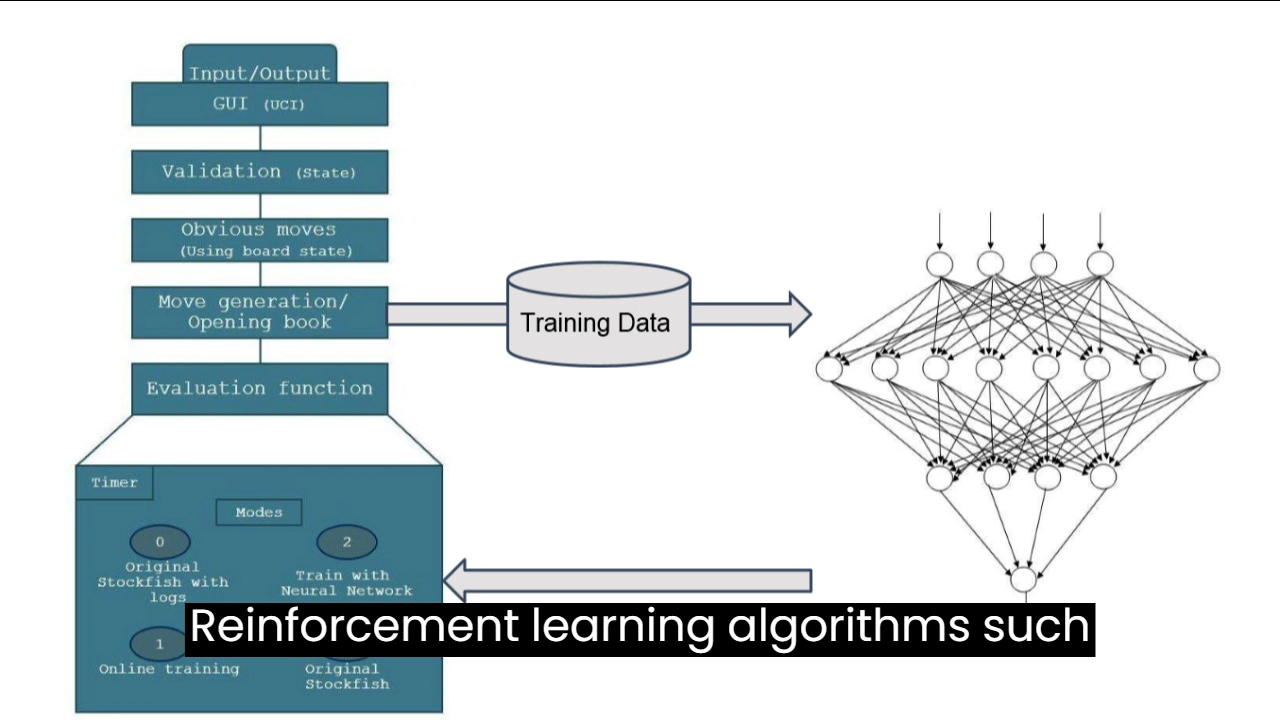 Input/Output
GUI (UCI)
Validation (State)
Obvious moves
(Using board state)
Move generation/
Opening book
Evaluation function
Training Data
Timer
Modes
0
Original
Stockfish with
logs
2
Train with
Neural Network
1
Online training
Original
Stockfish
Reinforcement learning algorithms such